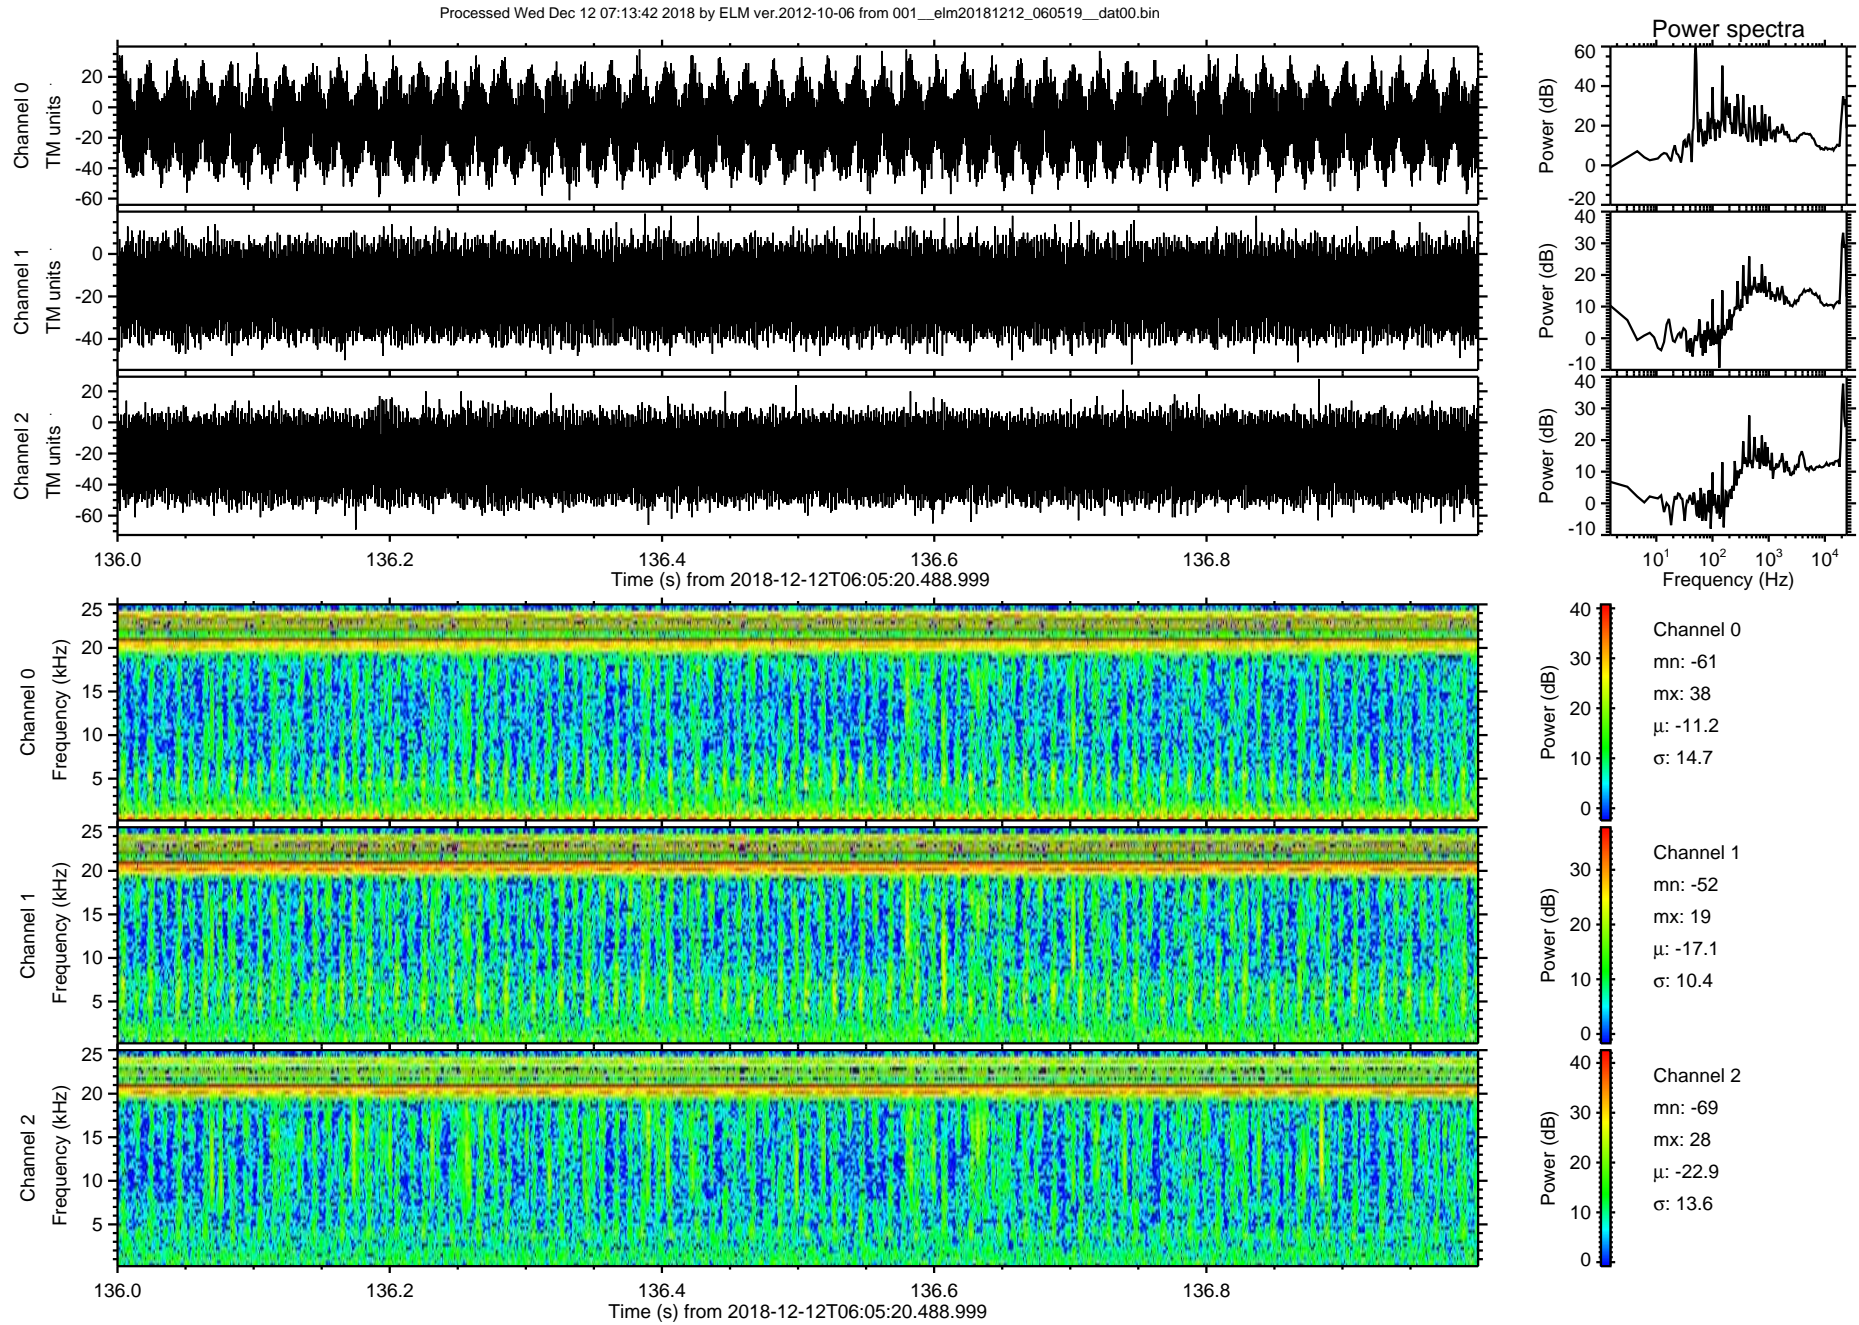 Processed Wed Dec 12 07:13:42 2018 by ELM ver.2012-10-06 from 001__elm20181212_060519__dat00.bin
Power spectra
Channel 0
TM units
20
0
-20
-40
-60
Power (dB)
60
40
20
0
-20
Channel 1
TM units
0
-20
-40
Power (dB)
40
30
20
10
0
-10
Channel 2
TM units
20
0
-20
-40
-60
Power (dB)
40
30
20
10
0
-10
136.0
136.2
136.4
136.6
136.8
Time (s) from 2018-12-12T06:05:20.488.999
10¹
10²
10³
10⁴
Frequency (Hz)
Channel 0
Frequency (kHz)
25
20
15
10
5
Power (dB)
40
30
20
10
0
Channel 0
mn: -61
mx: 38
μ: -11.2
σ: 14.7
Channel 1
Frequency (kHz)
25
20
15
10
5
Power (dB)
30
20
10
0
Channel 1
mn: -52
mx: 19
μ: -17.1
σ: 10.4
Channel 2
Frequency (kHz)
25
20
15
10
5
Power (dB)
40
30
20
10
0
Channel 2
mn: -69
mx: 28
μ: -22.9
σ: 13.6
136.0
136.2
136.4
136.6
136.8
Time (s) from 2018-12-12T06:05:20.488.999